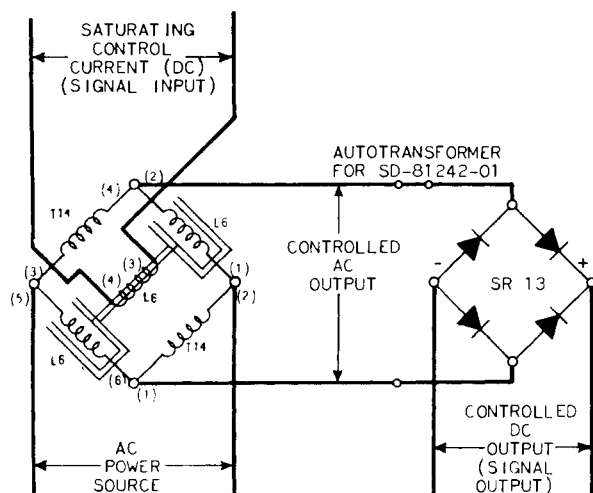 SATURATING
CONTROL
CURRENT (DC)
(SIGNAL INPUT)
AUTOTRANSFORMER
FOR SD-81242-01
(4)
(2)
T14
L6
CONTROLLED
AC
OUTPUT
(3)
(3)
(1)
(5)
(4)
L6
(2)
-
SR 13
+
L6
T14
(6)
(1)
AC
POWER
SOURCE
CONTROLLED
DC
OUTPUT
(SIGNAL
OUTPUT)